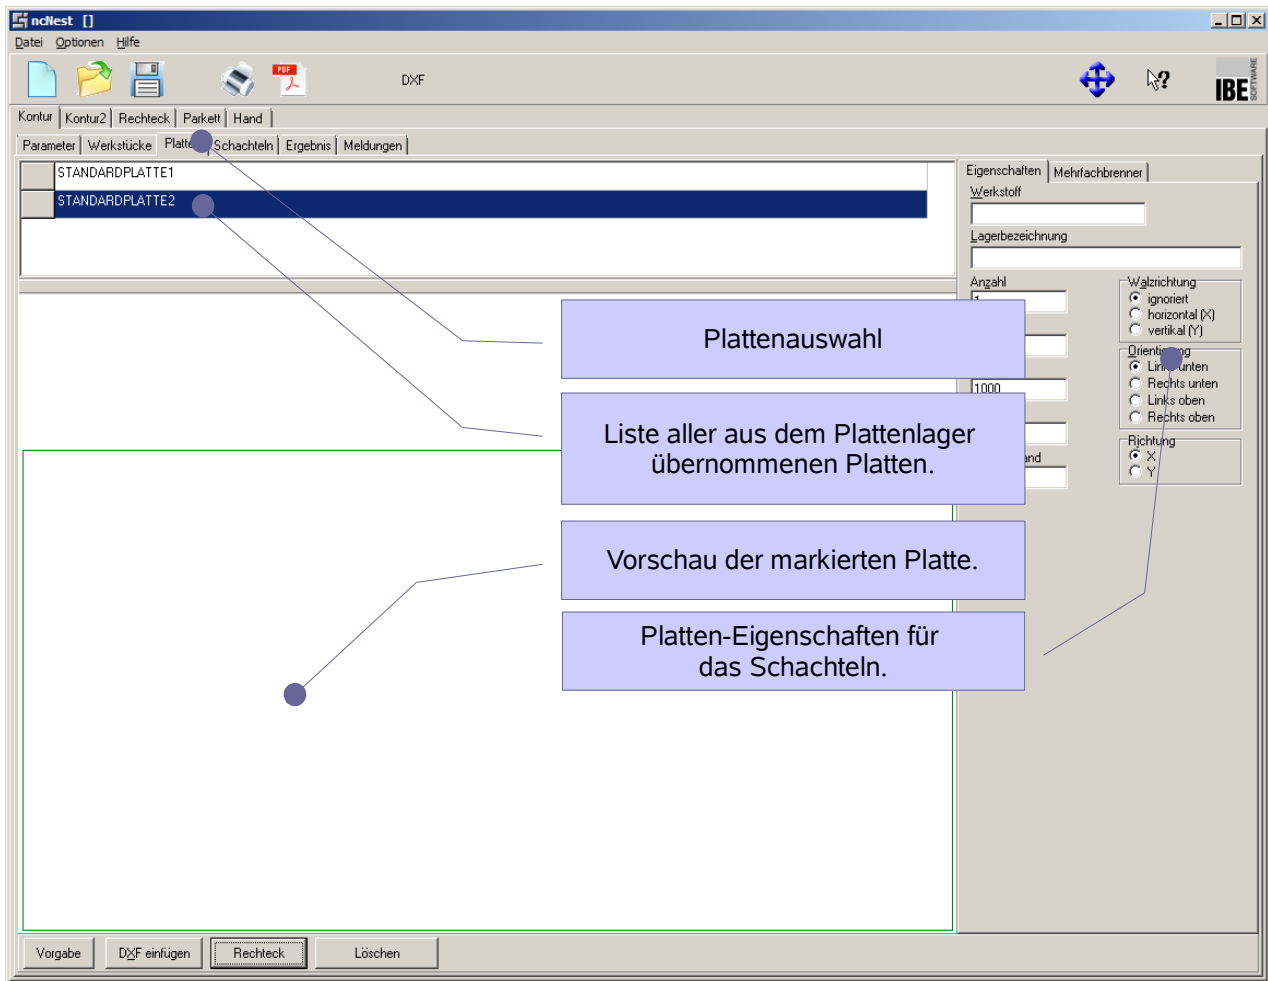 ncNest []
Datei Optionen Hilfe
PDF
DXF
?
IBE SOFTWARE
Kontur Kontur2 Rechteck Parkett Hand
Parameter Werkstücke Schachteln Ergebnis Meldungen
STANDARDPLATTE1
STANDARDPLATTE2
Eigenschaften Mehrfachbrenner
Werkstoff
Lagerbezeichnung
Anzahl
Walzrichtung
ignoriert
horizontal (X)
vertikal (Y)
Orientierung
Links unten
Rechts unten
Links oben
Rechts oben
1000
Richtung
X
Y
Plattenauswahl
Liste aller aus dem Plattenlager
übernommenen Platten.
Vorschau der markierten Platte.
Platten-Eigenschaften für
das Schachteln.
Vorgabe DXF einfügen Rechteck Löschen